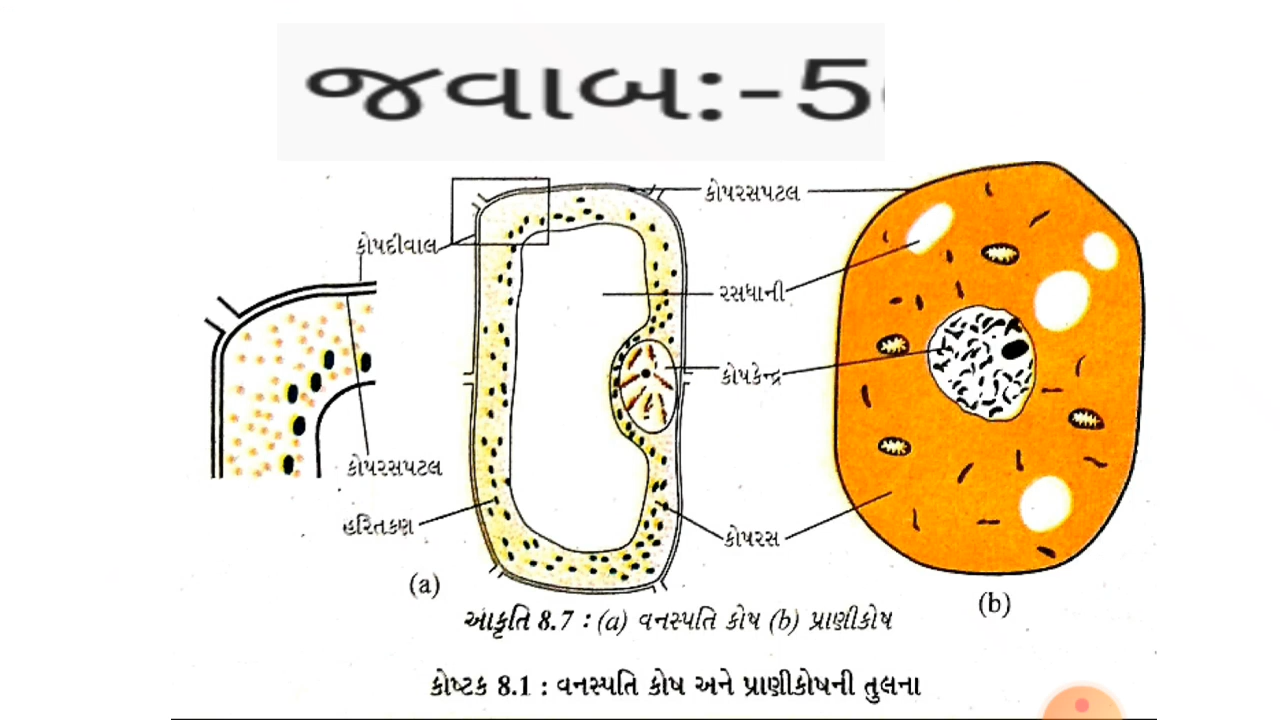 જવાબ:-5
કોષરસપટલ
કોષદીવાલ
રસધાની
કોષકેન્દ્ર
કોષરસપટલ
હરિતકણ
કોષરસ
(a)
(b)
આકૃતિ 8.7 : (a) વનસ્પતિ કોષ (b) પ્રાણીકોષ
કોષ્ટક 8.1 : વનસ્પતિ કોષ અને પ્રાણીકોષની તુલના